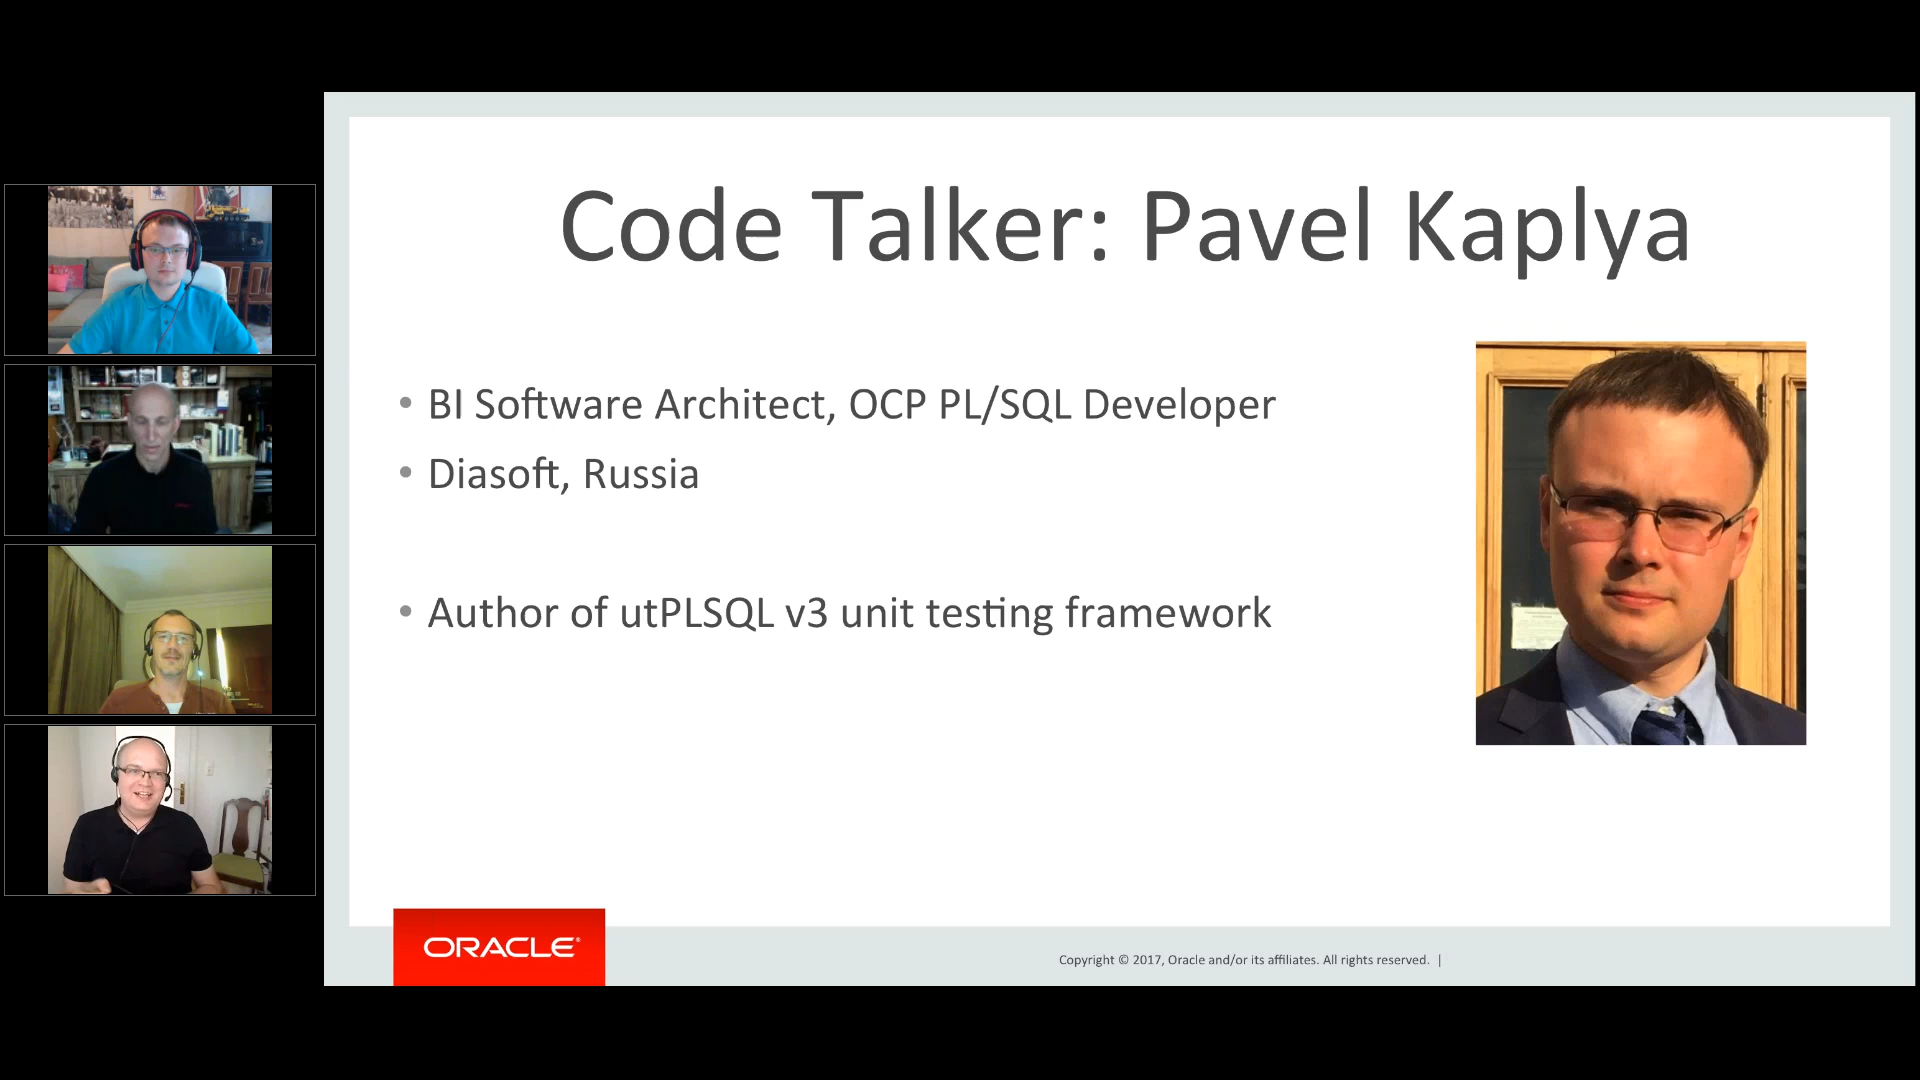 Code Talker: Pavel Kaplya
• BI Software Architect, OCP PL/SQL Developer
• Diasoft, Russia
• Author of utPLSQL v3 unit testing framework
ORACLE®
Copyright © 2017, Oracle and/or its affiliates. All rights reserved. |